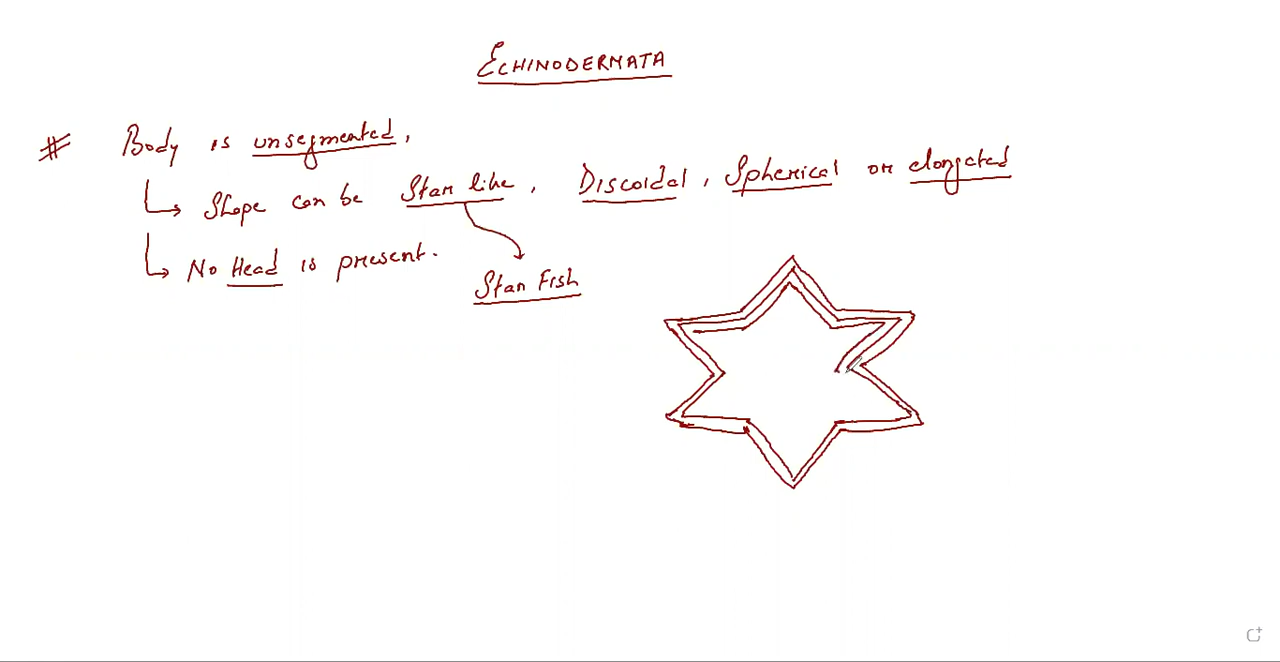 ECHINODERMATA
# Body is unsegmented,
↳ Shape can be Star like, Discoidal, Spherical or elongated
↳ No Head is present.
Star Fish